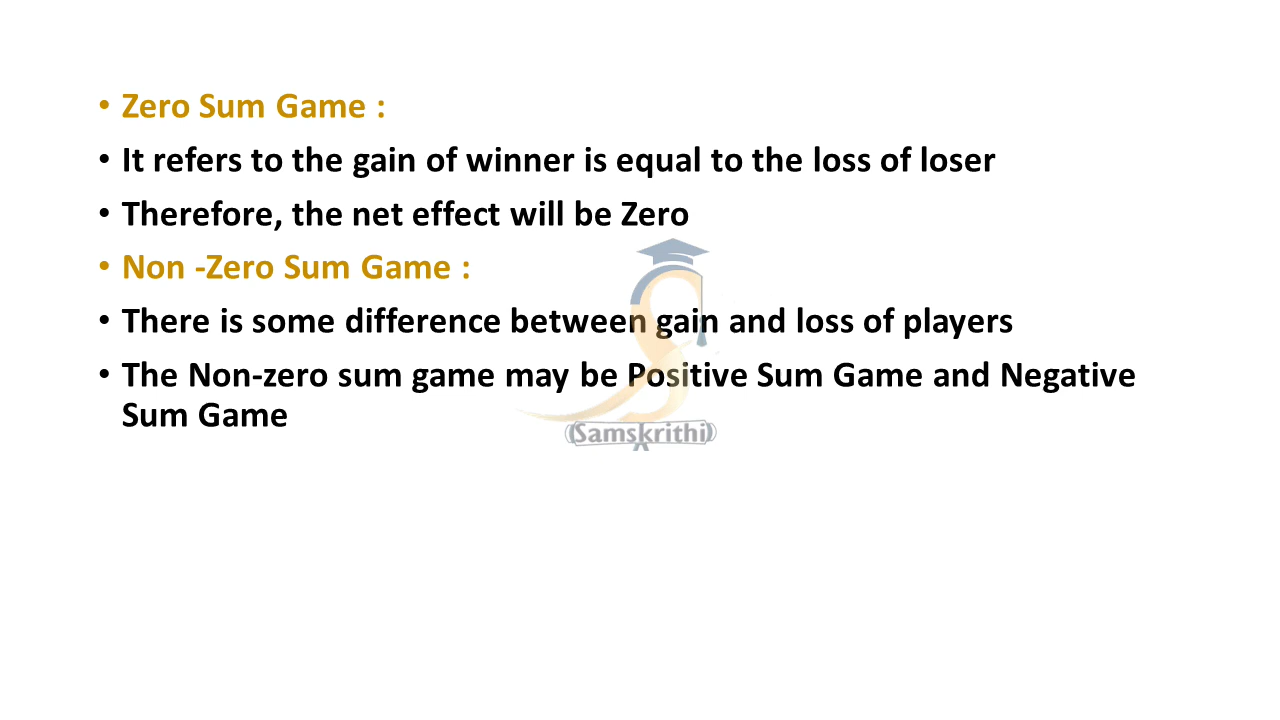 • Zero Sum Game :
• It refers to the gain of winner is equal to the loss of loser
• Therefore, the net effect will be Zero
• Non -Zero Sum Game :
• There is some difference between gain and loss of players
• The Non-zero sum game may be Positive Sum Game and Negative
Sum Game
Samskrithi